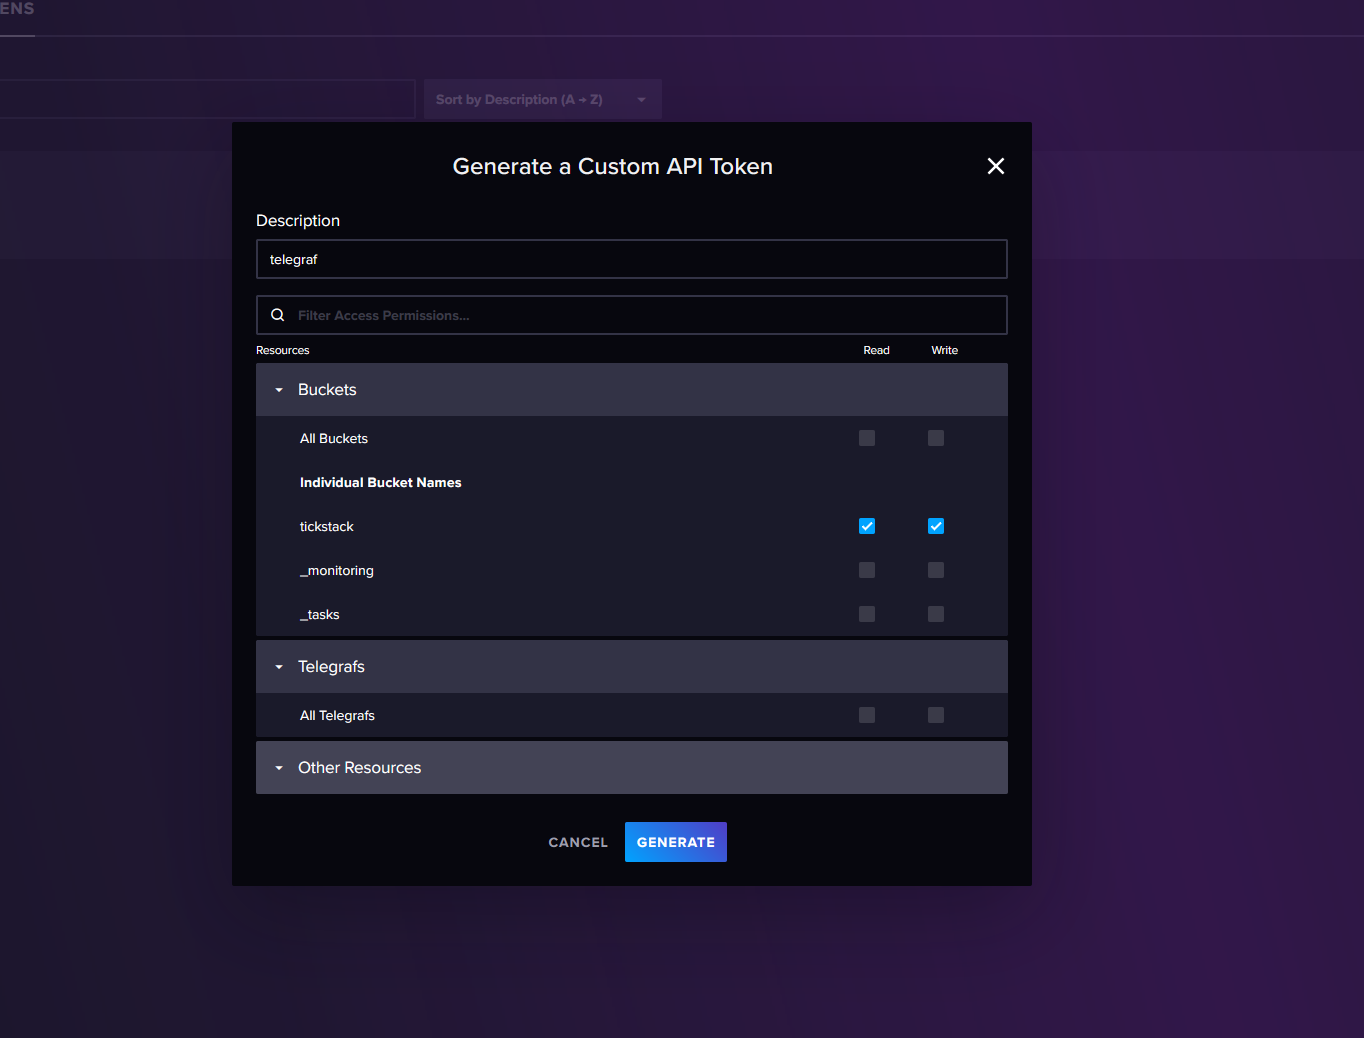 ENS
Sort by Description (A → Z)
Generate a Custom API Token
Description
telegraf
Filter Access Permissions...
Resources Read Write
Buckets
All Buckets
Individual Bucket Names
tickstack
_monitoring
_tasks
Telegrafs
All Telegrafs
Other Resources
CANCEL GENERATE